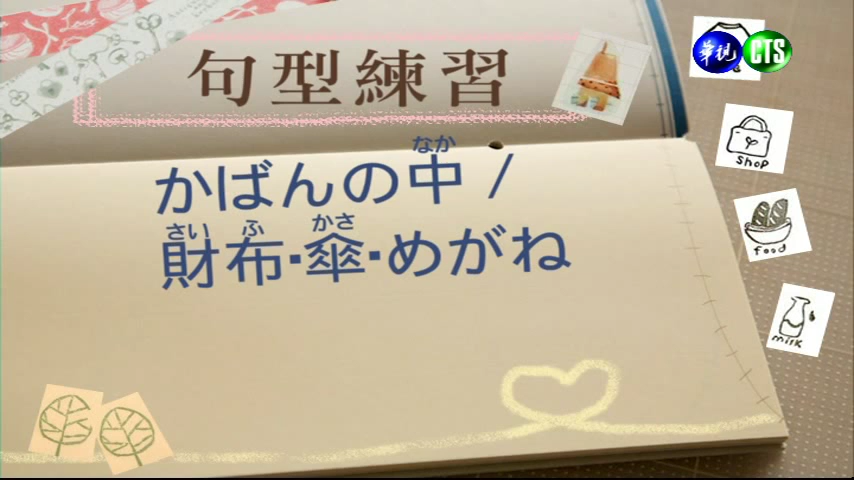 句型練習
華視 CTS
かばんの中 /
なか
財布・傘・めがね
さい ふ かさ
shop
food
milk